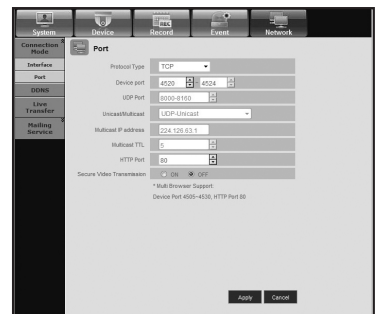 System Device Record Event Network
Connection Mode
Interface
Port
DDNS
Live Transfer
Mailing Service
Port
Protocol Type TCP
Device port 4520 - 4524
UDP Port 8000-8160
Unicast/Multicast UDP-Unicast
Multicast IP address 224.126.63.1
Multicast TTL 5
HTTP Port 80
Secure Video Transmission ON OFF
* Multi Browser Support:
Device Port 4505~4530, HTTP Port 80
Apply Cancel